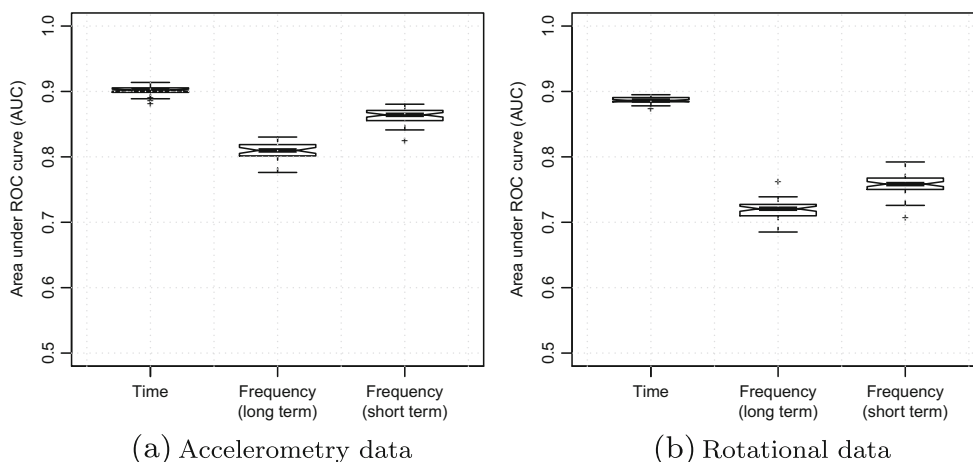 Area under ROC curve (AUC)
1.0
0.9
0.8
0.7
0.6
0.5
Time
Frequency
(long term)
Frequency
(short term)
(a) Accelerometry data
Area under ROC curve (AUC)
1.0
0.9
0.8
0.7
0.6
0.5
Time
Frequency
(long term)
Frequency
(short term)
(b) Rotational data